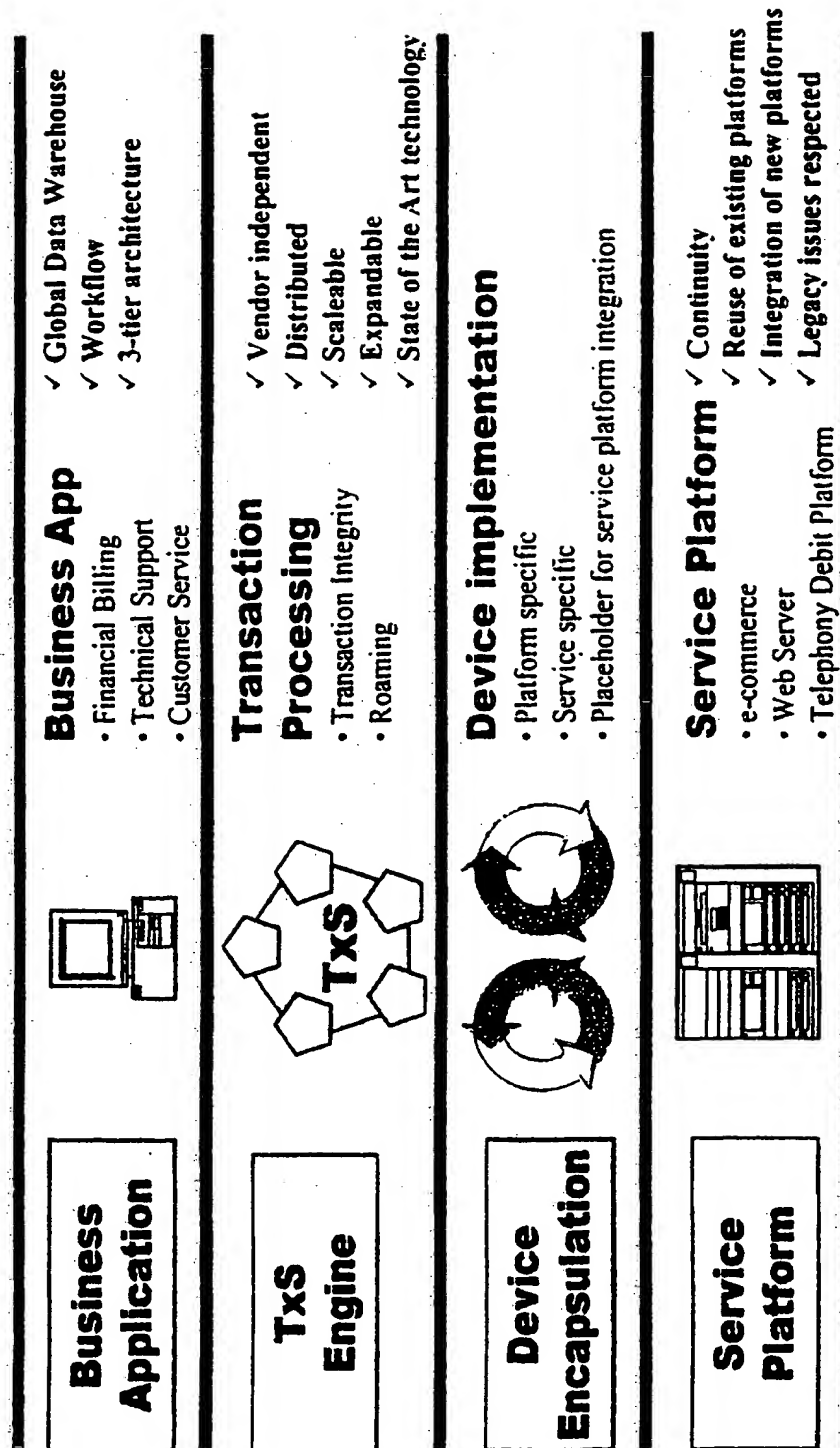 Business
Application
Business App
• Financial Billing
• Technical Support
• Customer Service
✓ Global Data Warehouse
✓ Workflow
✓ 3-tier architecture
TxS
Engine
TxS
Transaction
Processing
• Transaction Integrity
• Roaming
✓ Vendor independent
✓ Distributed
✓ Scaleable
✓ Expandable
✓ State of the Art technology
Device
Encapsulation
Device implementation
• Platform specific
• Service specific
• Placeholder for service platform integration
Service
Platform
Service Platform
• e-commerce
• Web Server
• Telephony Debit Platform
✓ Continuity
✓ Reuse of existing platforms
✓ Integration of new platforms
✓ Legacy issues respected